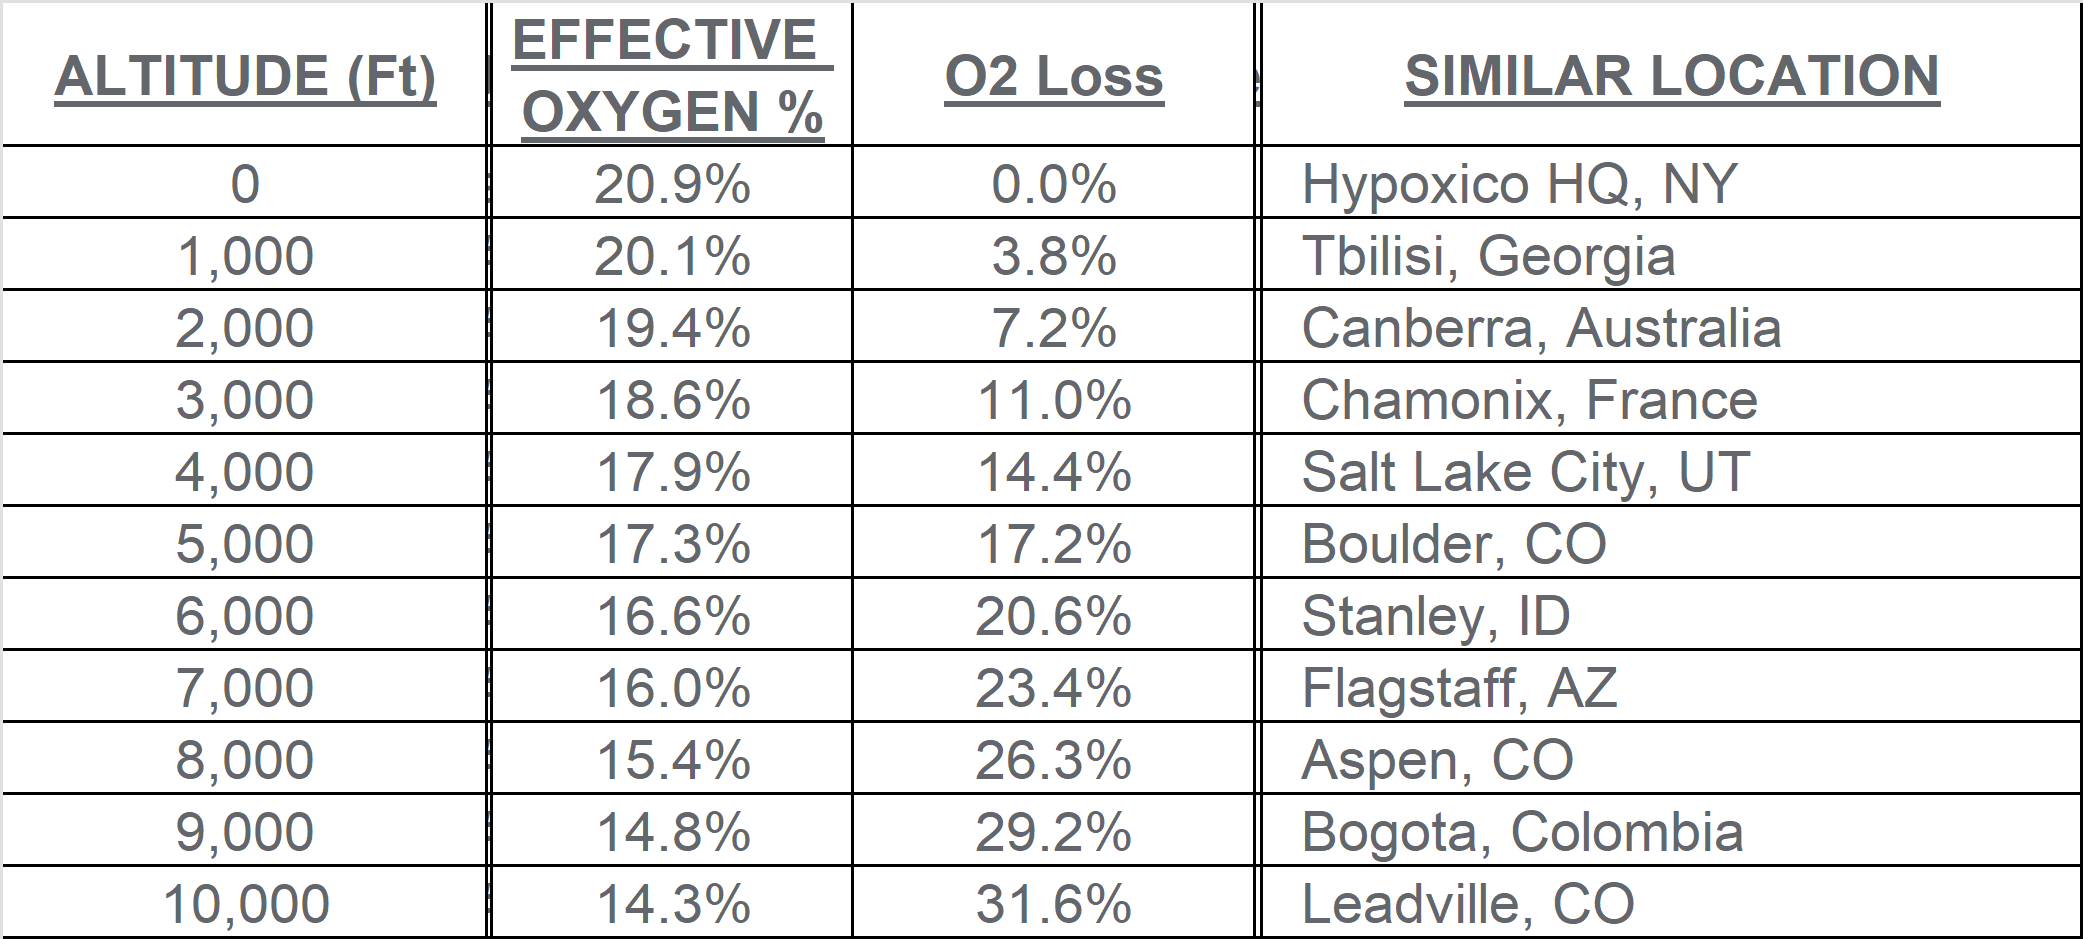 ALTITUDE (Ft) EFFECTIVE OXYGEN % O2 Loss SIMILAR LOCATION
0 20.9% 0.0% Hypoxico HQ, NY
1,000 20.1% 3.8% Tbilisi, Georgia
2,000 19.4% 7.2% Canberra, Australia
3,000 18.6% 11.0% Chamonix, France
4,000 17.9% 14.4% Salt Lake City, UT
5,000 17.3% 17.2% Boulder, CO
6,000 16.6% 20.6% Stanley, ID
7,000 16.0% 23.4% Flagstaff, AZ
8,000 15.4% 26.3% Aspen, CO
9,000 14.8% 29.2% Bogota, Colombia
10,000 14.3% 31.6% Leadville, CO